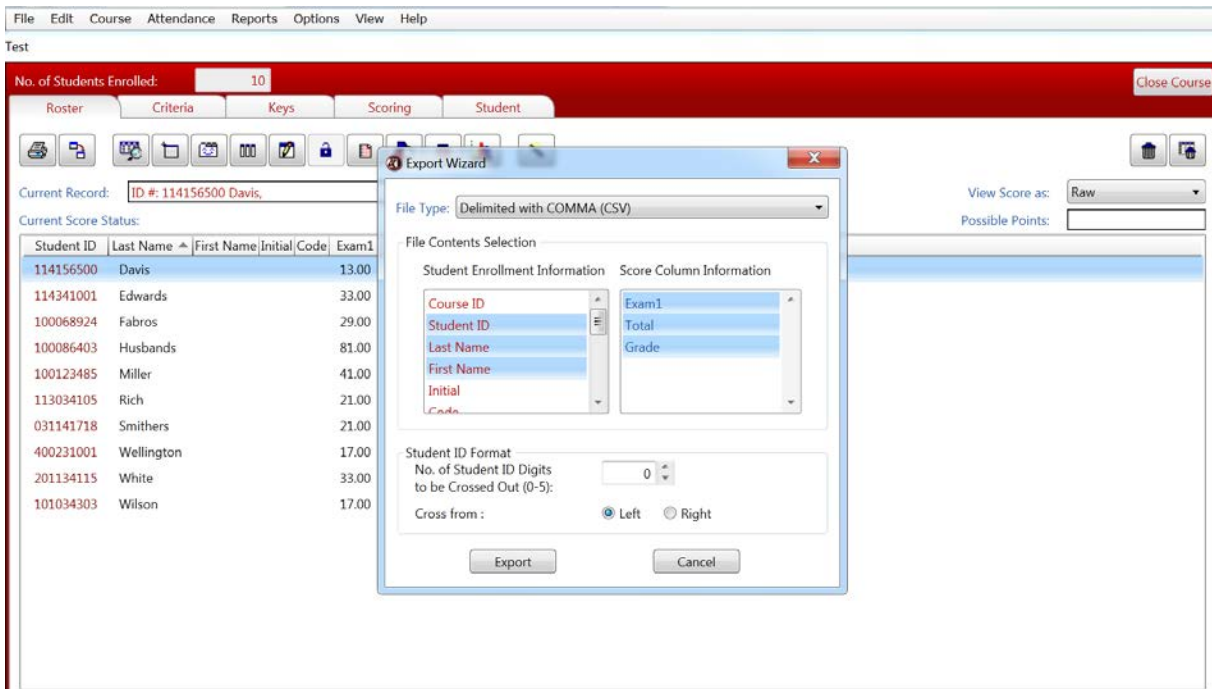 File Edit Course Attendance Reports Options View Help
Test
No. of Students Enrolled: 10 Close Course
Roster Criteria Keys Scoring Student
Current Record: ID #: 114156500 Davis, View Score as: Raw
Current Score Status: Possible Points:
Student ID Last Name First Name Initial Code Exam1
114156500 Davis 13.00
114341001 Edwards 33.00
100068924 Fabros 29.00
100086403 Husbands 81.00
100123485 Miller 41.00
113034105 Rich 21.00
031141718 Smithers 21.00
400231001 Wellington 17.00
201134115 White 33.00
101034303 Wilson 17.00
Export Wizard
File Type: Delimited with COMMA (CSV)
File Contents Selection
Student Enrollment Information Score Column Information
Course ID Exam1
Student ID Total
Last Name Grade
First Name
Initial
Code
Student ID Format
No. of Student ID Digits 0
to be Crossed Out (0-5):
Cross from : Left Right
Export Cancel